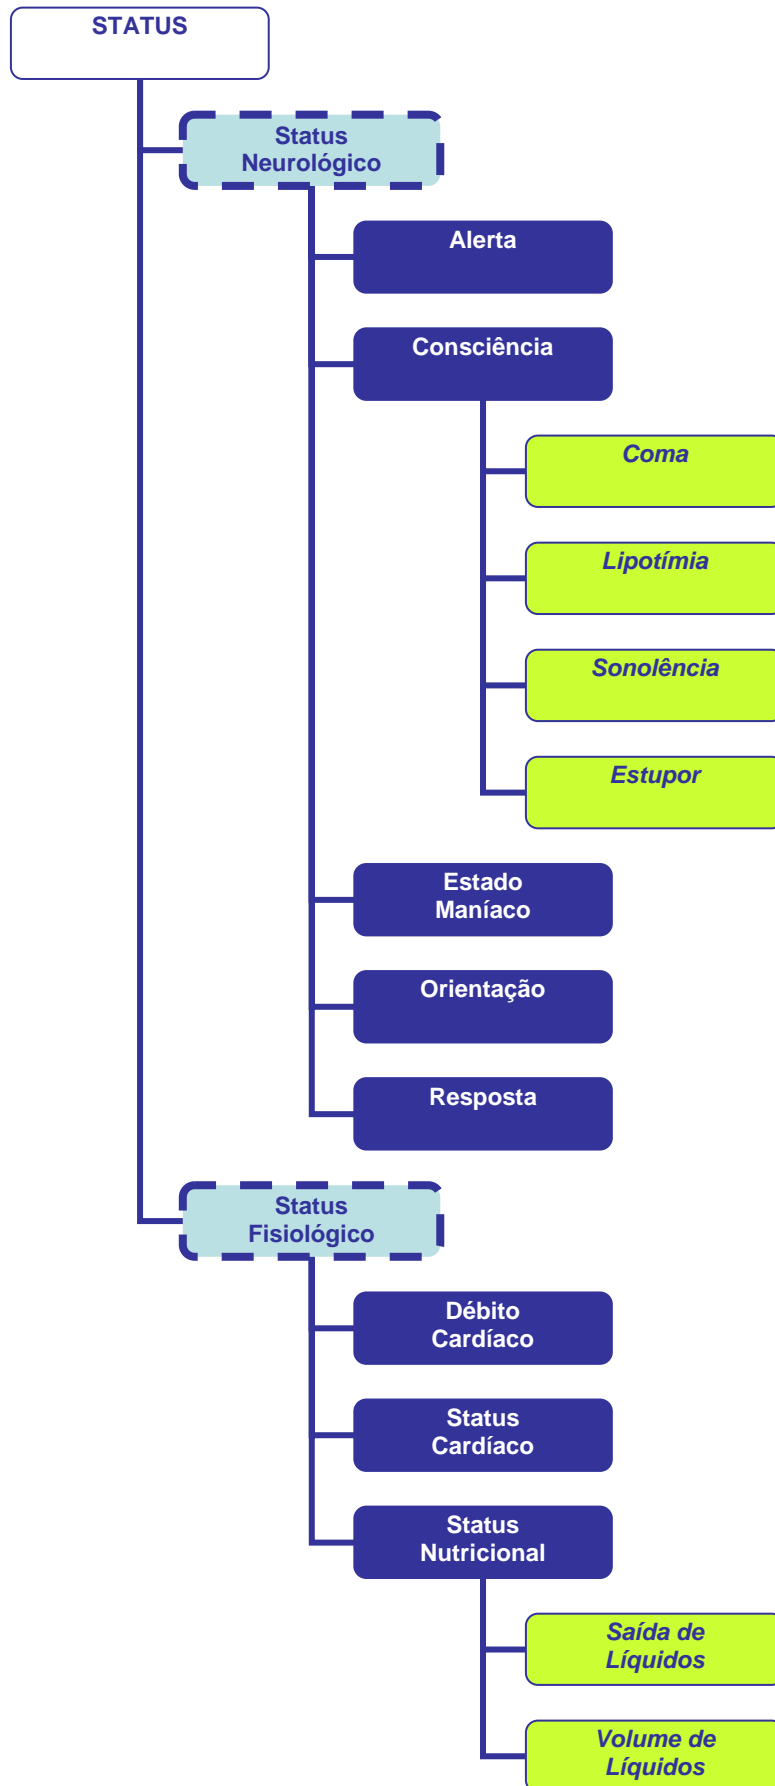 STATUS
Status
Neurológico
Alerta
Consciência
Coma
Lipotímia
Sonolência
Estupor
Estado
Maníaco
Orientação
Resposta
Status
Fisiológico
Débito
Cardíaco
Status
Cardíaco
Status
Nutricional
Saída de
Líquidos
Volume de
Líquidos